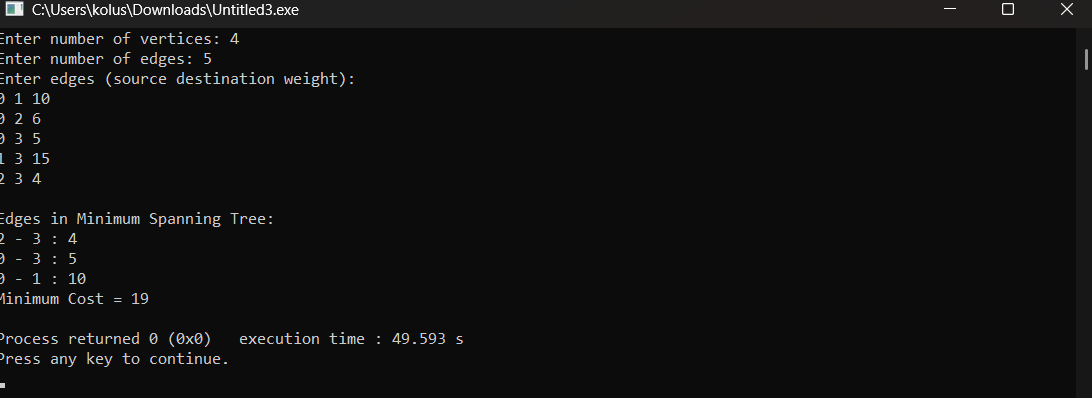 C:\Users\kolus\Downloads\Untitled3.exe
Enter number of vertices: 4
Enter number of edges: 5
Enter edges (source destination weight):
0 1 10
0 2 6
0 3 5
1 3 15
2 3 4
Edges in Minimum Spanning Tree:
2 - 3 : 4
0 - 3 : 5
0 - 1 : 10
Minimum Cost = 19
Process returned 0 (0x0)   execution time : 49.593 s
Press any key to continue.